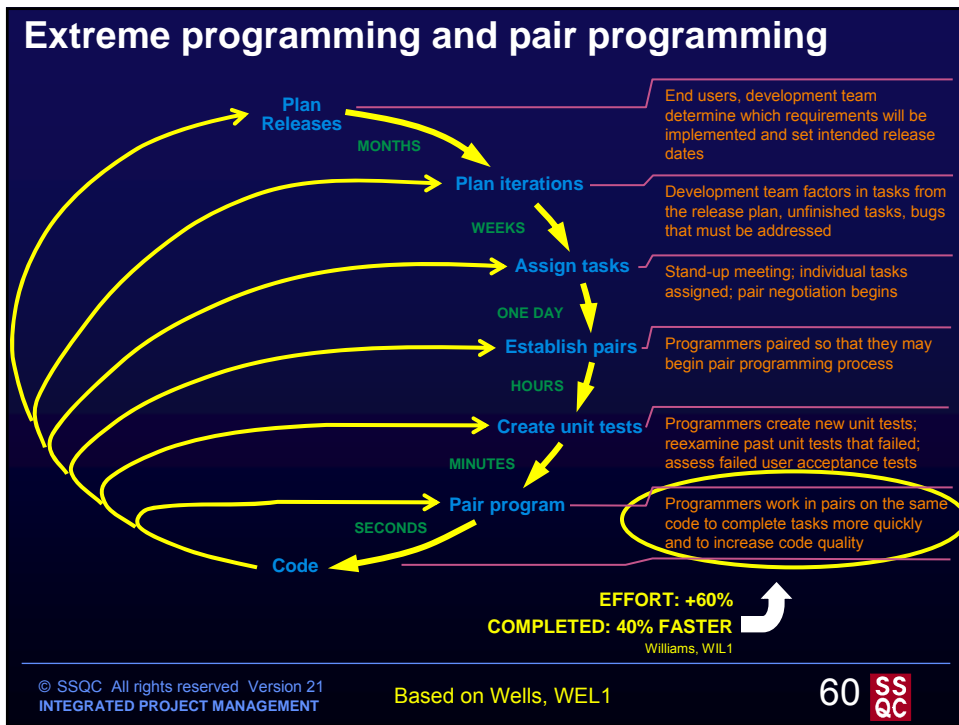 Extreme programming and pair programming
Plan
Releases
End users, development team
determine which requirements will be
implemented and set intended release
dates
MONTHS
Plan iterations
Development team factors in tasks from
the release plan, unfinished tasks, bugs
that must be addressed
WEEKS
Assign tasks
Stand-up meeting; individual tasks
assigned; pair negotiation begins
ONE DAY
Establish pairs
Programmers paired so that they may
begin pair programming process
HOURS
Create unit tests
Programmers create new unit tests;
reexamine past unit tests that failed;
assess failed user acceptance tests
MINUTES
Pair program
Programmers work in pairs on the same
code to complete tasks more quickly
and to increase code quality
SECONDS
Code
EFFORT: +60%
COMPLETED: 40% FASTER
Williams, WIL1
© SSQC All rights reserved Version 21
INTEGRATED PROJECT MANAGEMENT
Based on Wells, WEL1
60
SS
QC